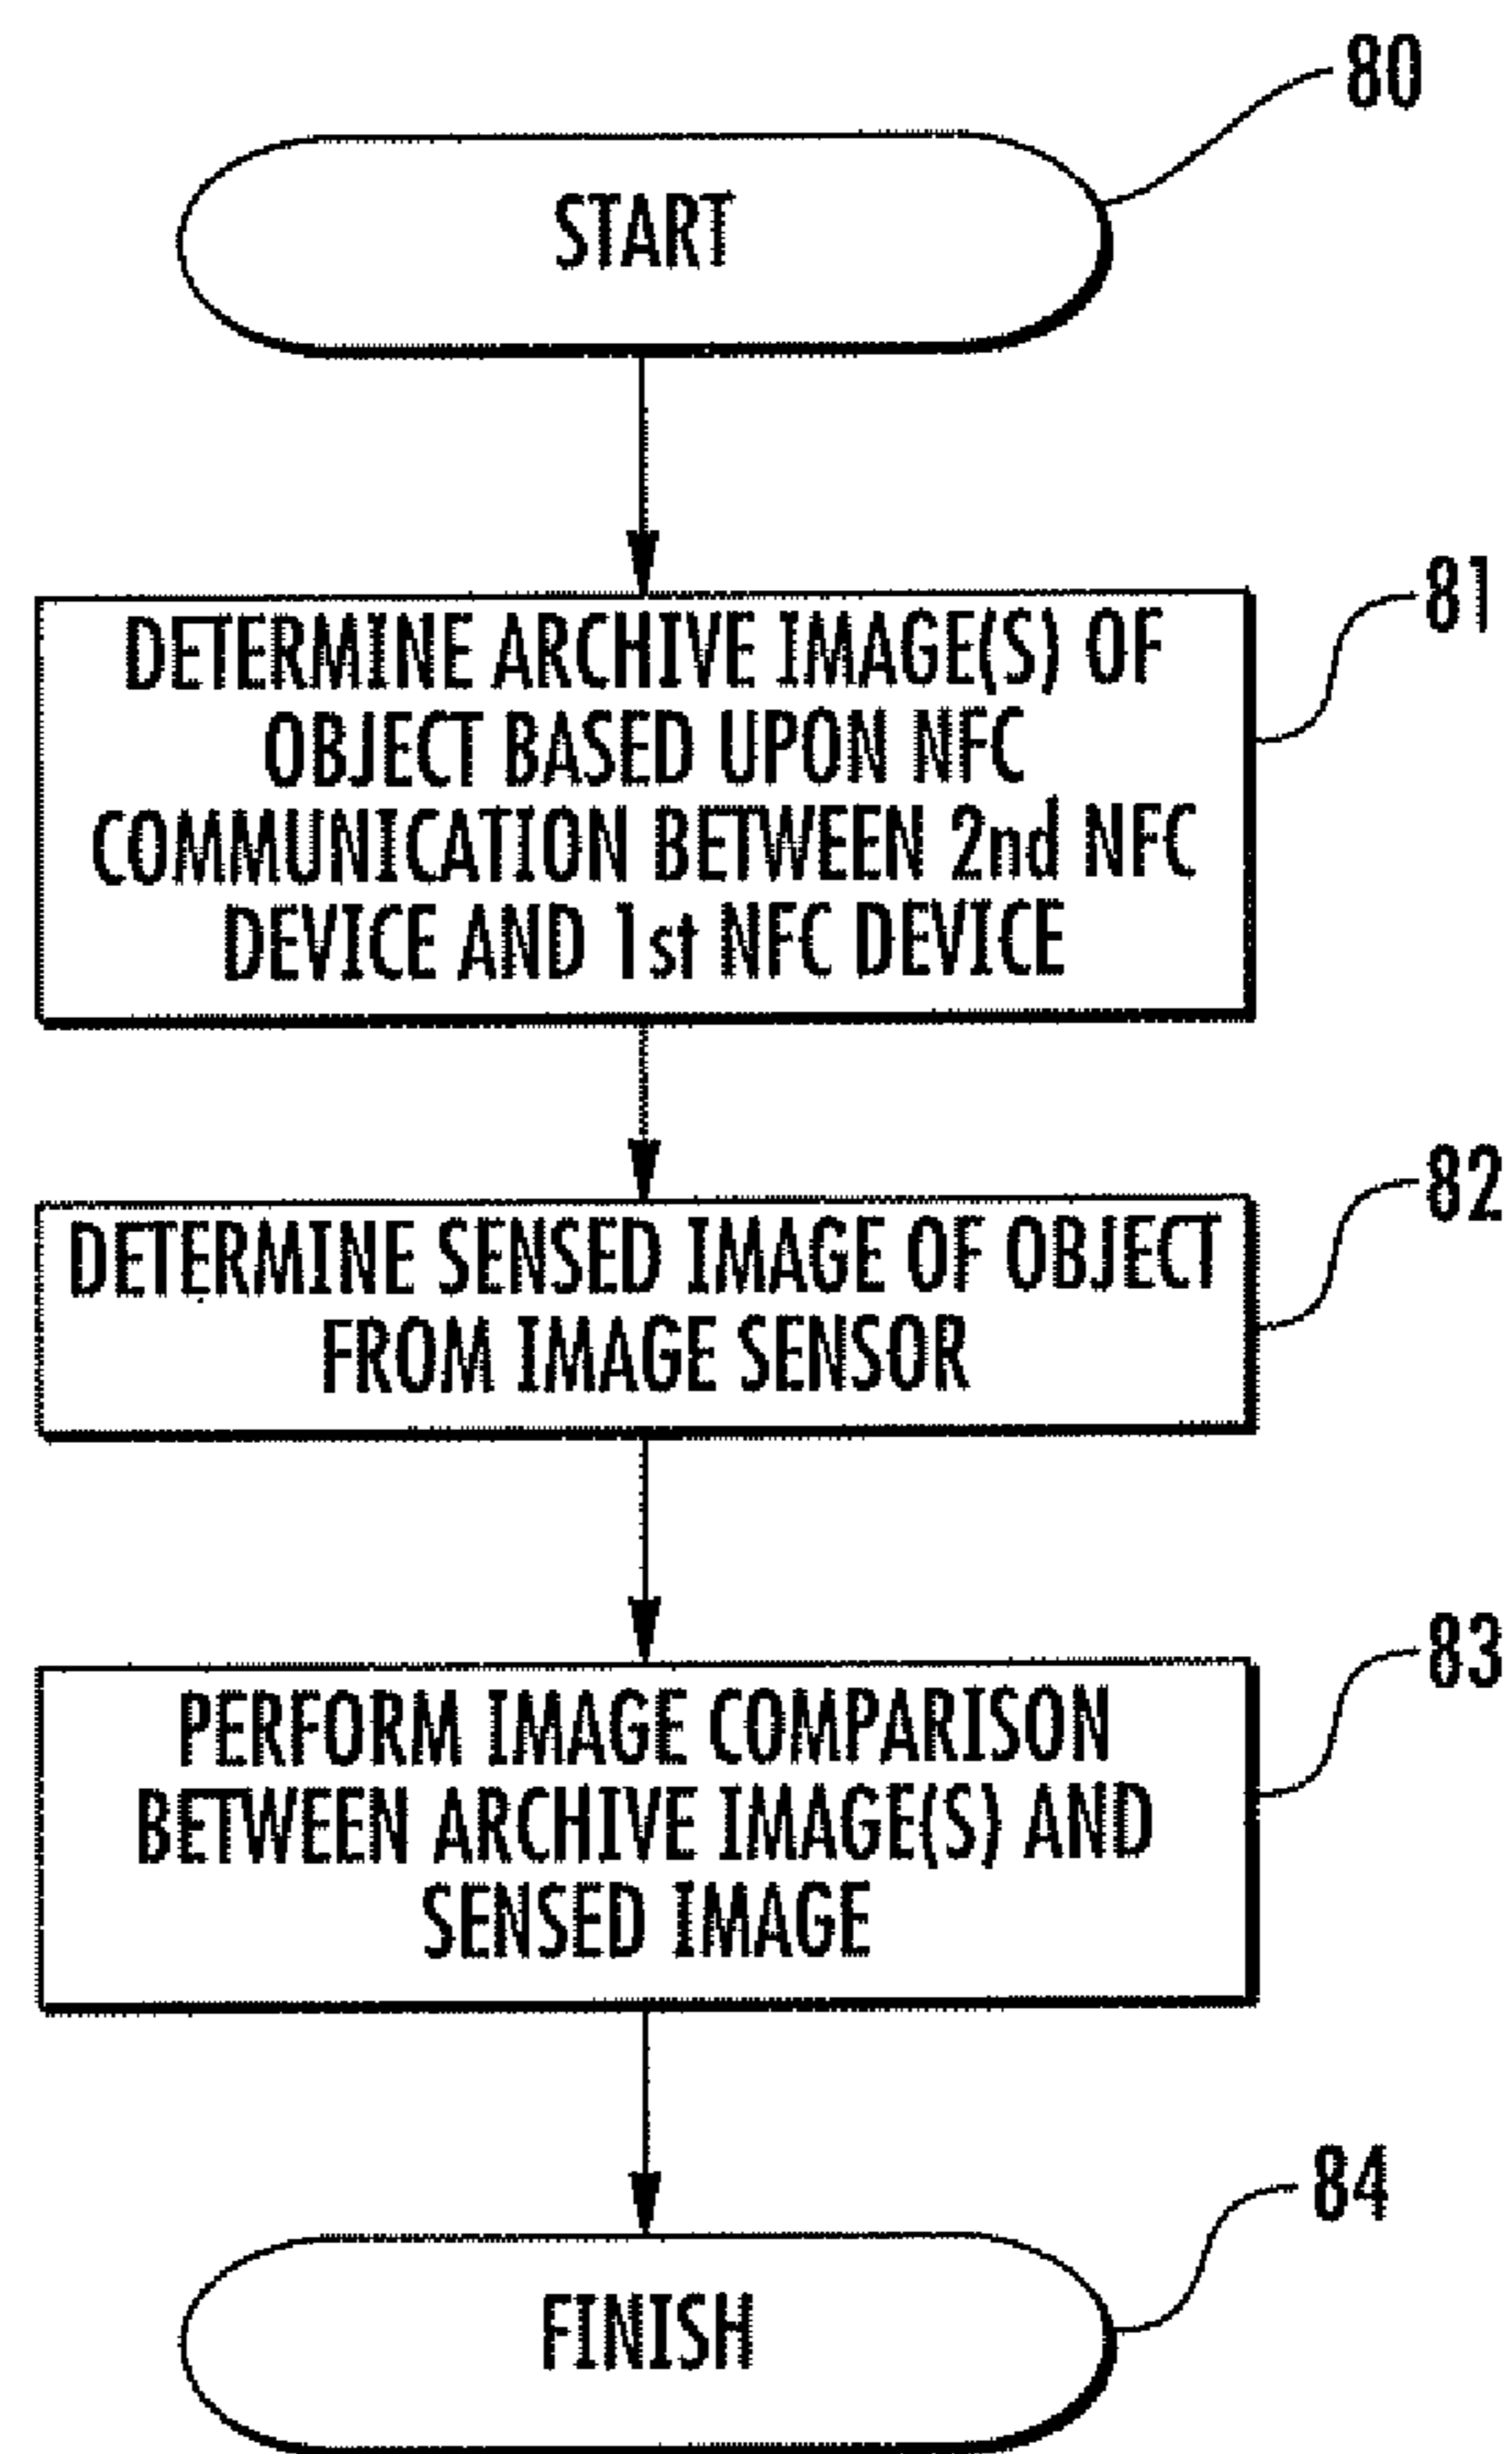 80
START
81
DETERMINE ARCHIVE IMAGE(S) OF
OBJECT BASED UPON NFC
COMMUNICATION BETWEEN 2nd NFC
DEVICE AND 1st NFC DEVICE
82
DETERMINE SENSED IMAGE OF OBJECT
FROM IMAGE SENSOR
83
PERFORM IMAGE COMPARISON
BETWEEN ARCHIVE IMAGE(S) AND
SENSED IMAGE
84
FINISH